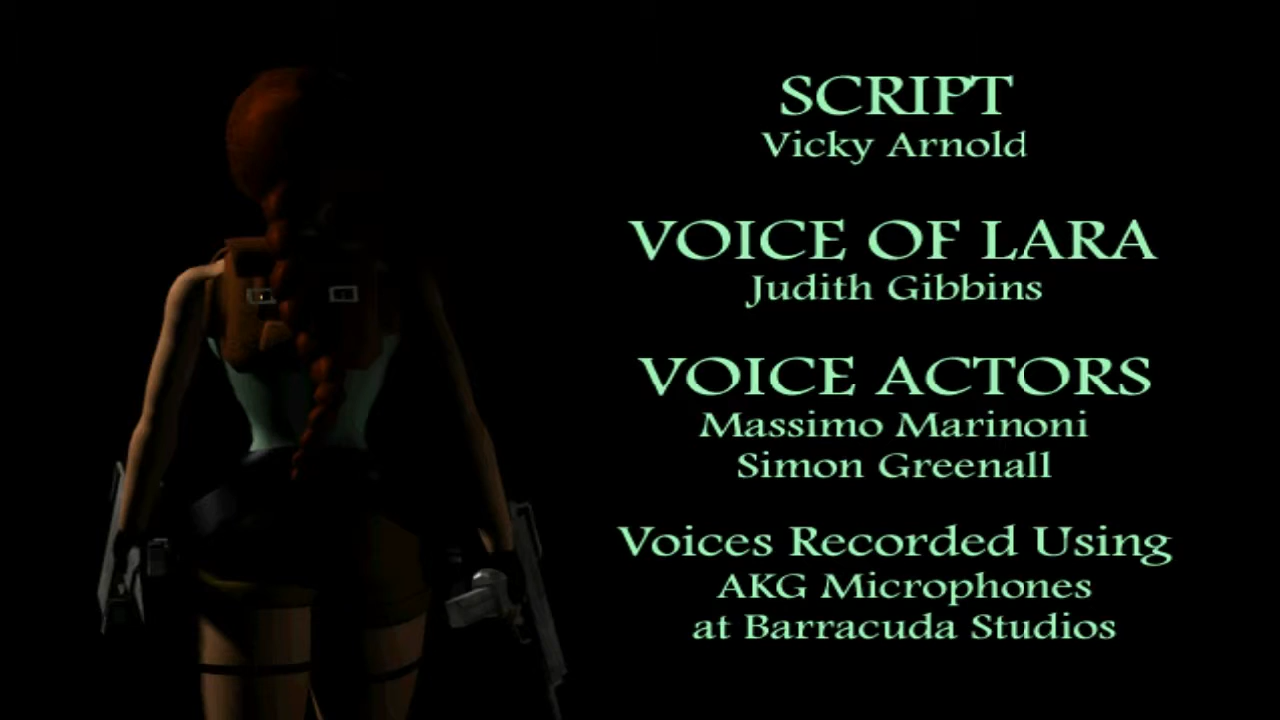 SCRIPT
Vicky Arnold
VOICE OF LARA
Judith Gibbins
VOICE ACTORS
Massimo Marinoni
Simon Greenall
Voices Recorded Using
AKG Microphones
at Barracuda Studios